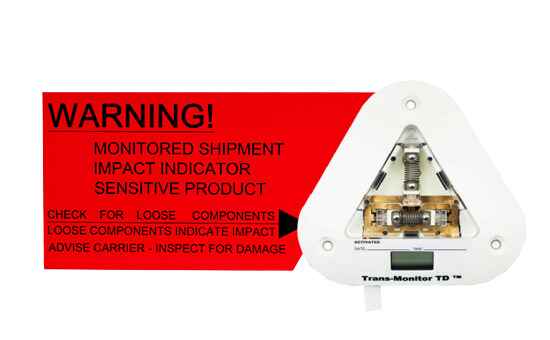 WARNING!
MONITORED SHIPMENT
IMPACT INDICATOR
SENSITIVE PRODUCT
CHECK FOR LOOSE COMPONENTS
LOOSE COMPONENTS INDICATE IMPACT
ADVISE CARRIER - INSPECT FOR DAMAGE
ACTIVATED
DATE: TIME:
Trans-Monitor TD ™